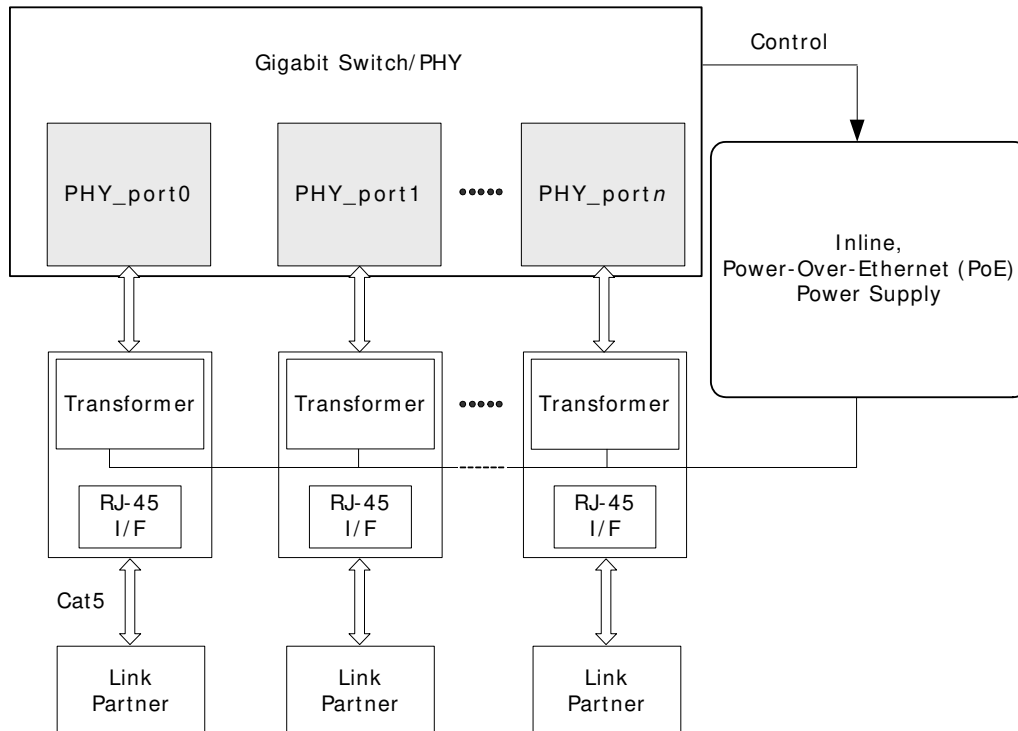 Gigabit Switch/PHY
Control
PHY_port0
PHY_port1
PHY_portn
Inline,
Power-Over-Ethernet (PoE)
Power Supply
Transformer
Transformer
Transformer
RJ-45
I/F
RJ-45
I/F
RJ-45
I/F
Cat5
Link
Partner
Link
Partner
Link
Partner